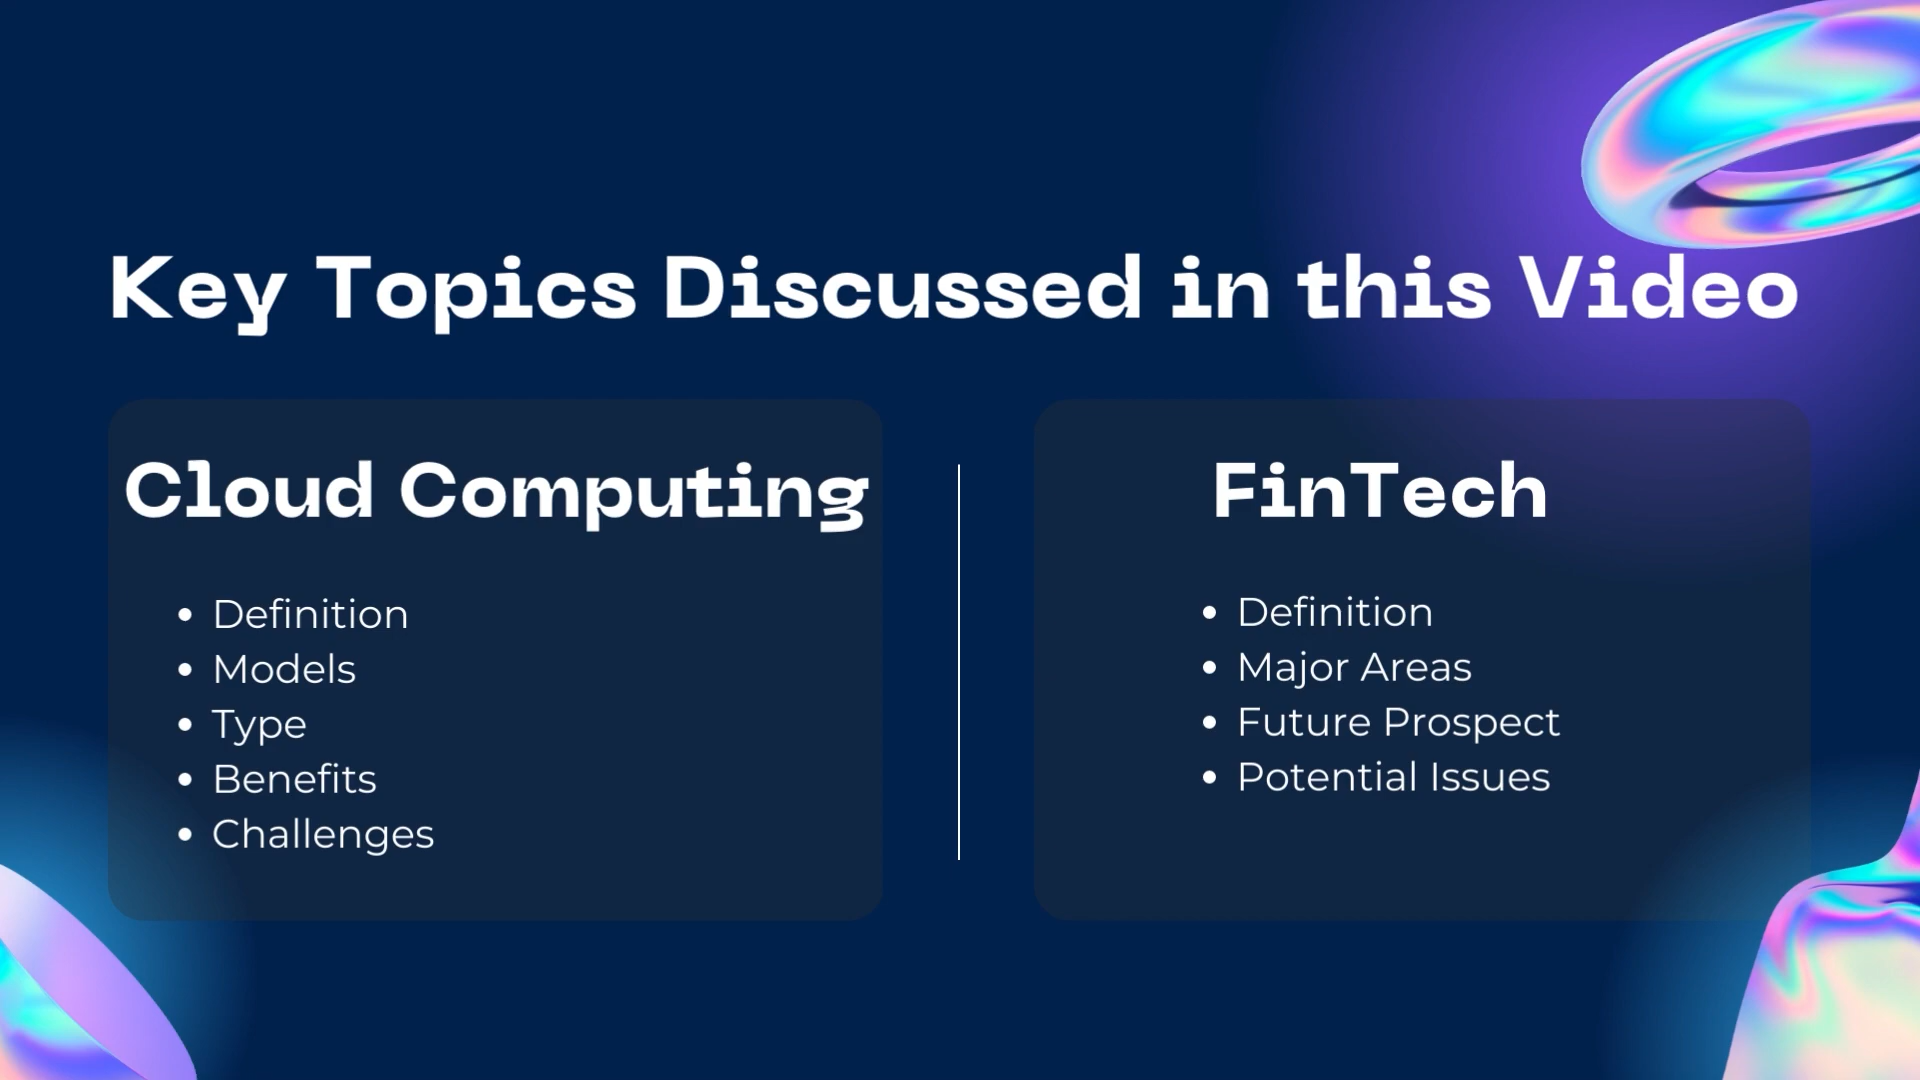 Key Topics Discussed in this Video
Cloud Computing
• Definition
• Models
• Type
• Benefits
• Challenges
FinTech
• Definition
• Major Areas
• Future Prospect
• Potential Issues